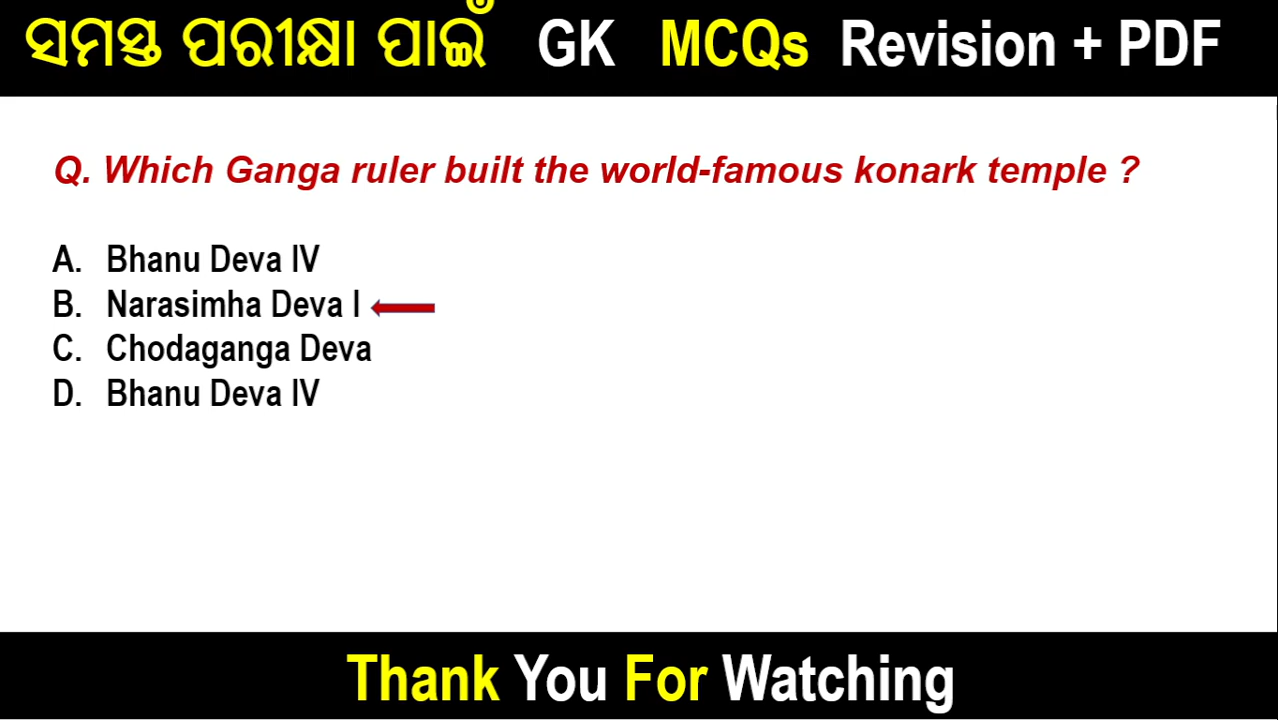 ସମସ୍ତ ପରୀକ୍ଷା ପାଇଁ GK MCQs Revision + PDF
Q. Which Ganga ruler built the world-famous konark temple ?
A. Bhanu Deva IV
B. Narasimha Deva I
C. Chodaganga Deva
D. Bhanu Deva IV
Thank You For Watching